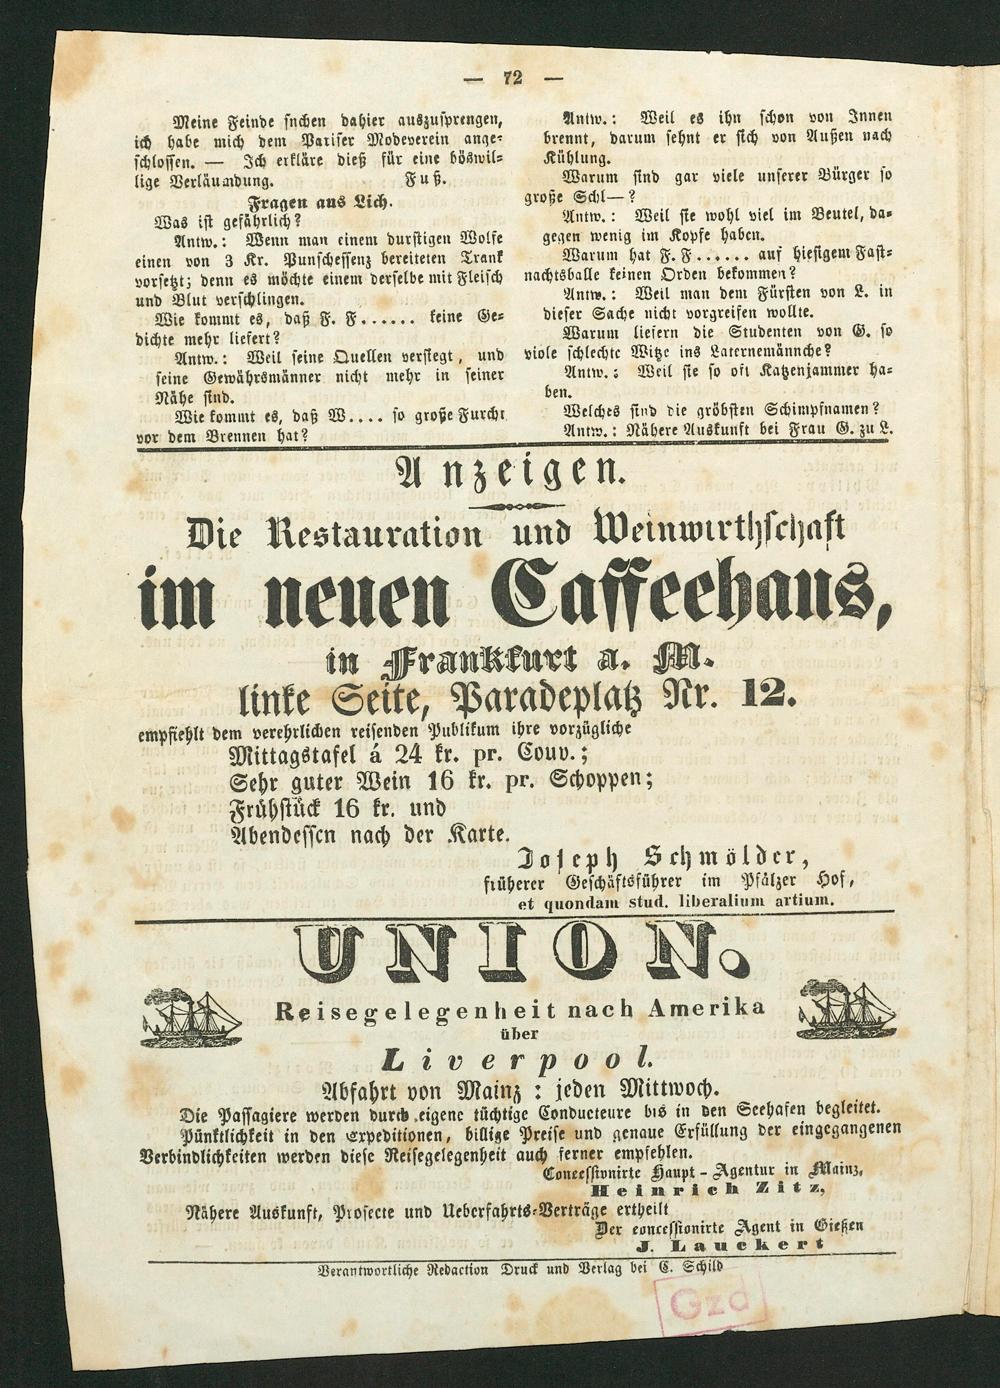 — 72 —
Meine Feinde suchen dahier auszusprengen,
ich habe mich dem Pariser Modeverein ange-
schlossen. — Ich erkläre dieß für eine böswil-
lige Verläumdung. Fuß.
Fragen aus Lich.
Was ist gefährlich?
Antw.: Wenn man einem durstigen Wolfe
einen von 3 Kr. Punschessenz bereiteten Trank
vorsetzt; denn es möchte einem derselbe mit Fleisch
und Blut verschlingen.
Wie kommt es, daß F. F...... keine Ge-
dichte mehr liefert?
Antw.: Weil seine Quellen versiegt, und
seine Gewährsmänner nicht mehr in seiner
Nähe sind.
Wie kommt es, daß W.... so große Furcht
vor dem Brennen hat?
Antw.: Weil es ihn schon von Innen
brennt, darum sehnt er sich von Außen nach
Kühlung.
Warum sind gar viele unserer Bürger so
große Schl—?
Antw.: Weil sie wohl viel im Beutel, da-
gegen wenig im Kopfe haben.
Warum hat F. F...... auf hiesigem Fast-
nachtsballe keinen Orden bekommen?
Antw.: Weil man dem Fürsten von L. in
dieser Sache nicht vorgreifen wollte.
Warum liefern die Studenten von G. so
viole schlechte Witze ins Laternemännche?
Antw.: Weil sie so oft Katzenjammer ha-
ben.
Welches sind die gröbsten Schimpfnamen?
Antw.: Nähere Auskunft bei Frau G. zu L.
Anzeigen.
Die Restauration und Weinwirthschaft
im neuen Caffeehaus,
in Frankfurt a. M.
linke Seite, Paradeplatz Nr. 12.
empfiehlt dem verehrlichen reisenden Publikum ihre vorzügliche
Mittagstafel á 24 kr. pr. Couv.;
Sehr guter Wein 16 kr. pr. Schoppen;
Frühstück 16 kr. und
Abendessen nach der Karte.
Joseph Schmölder,
früherer Geschäftsführer im Pfälzer Hof,
et quondam stud. liberalium artium.
UNION.
Reisegelegenheit nach Amerika
über
Liverpool.
Abfahrt von Mainz: jeden Mittwoch.
Die Passagiere werden durch eigene tüchtige Conducteure bis in den Seehafen begleitet.
Pünktlichkeit in den Expeditionen, billige Preise und genaue Erfüllung der eingegangenen
Verbindlichkeiten werden diese Reisegelegenheit auch ferner empfehlen.
Concessionirte Haupt-Agentur in Mainz,
Heinrich Zitz,
Nähere Auskunft, Prosecte und Ueberfahrts-Verträge ertheilt
Der concessionirte Agent in Gießen
J. Lauckert
Verantwortliche Redaction Druck und Verlag bei C. Schild
Gzd